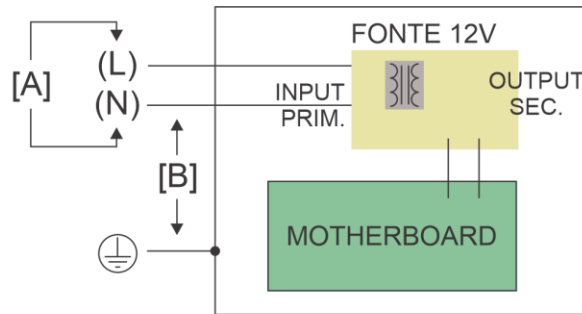 FONTE 12V
[A]
(L)
(N)
INPUT
PRIM.
OUTPUT
SEC.
[B]
MOTHERBOARD